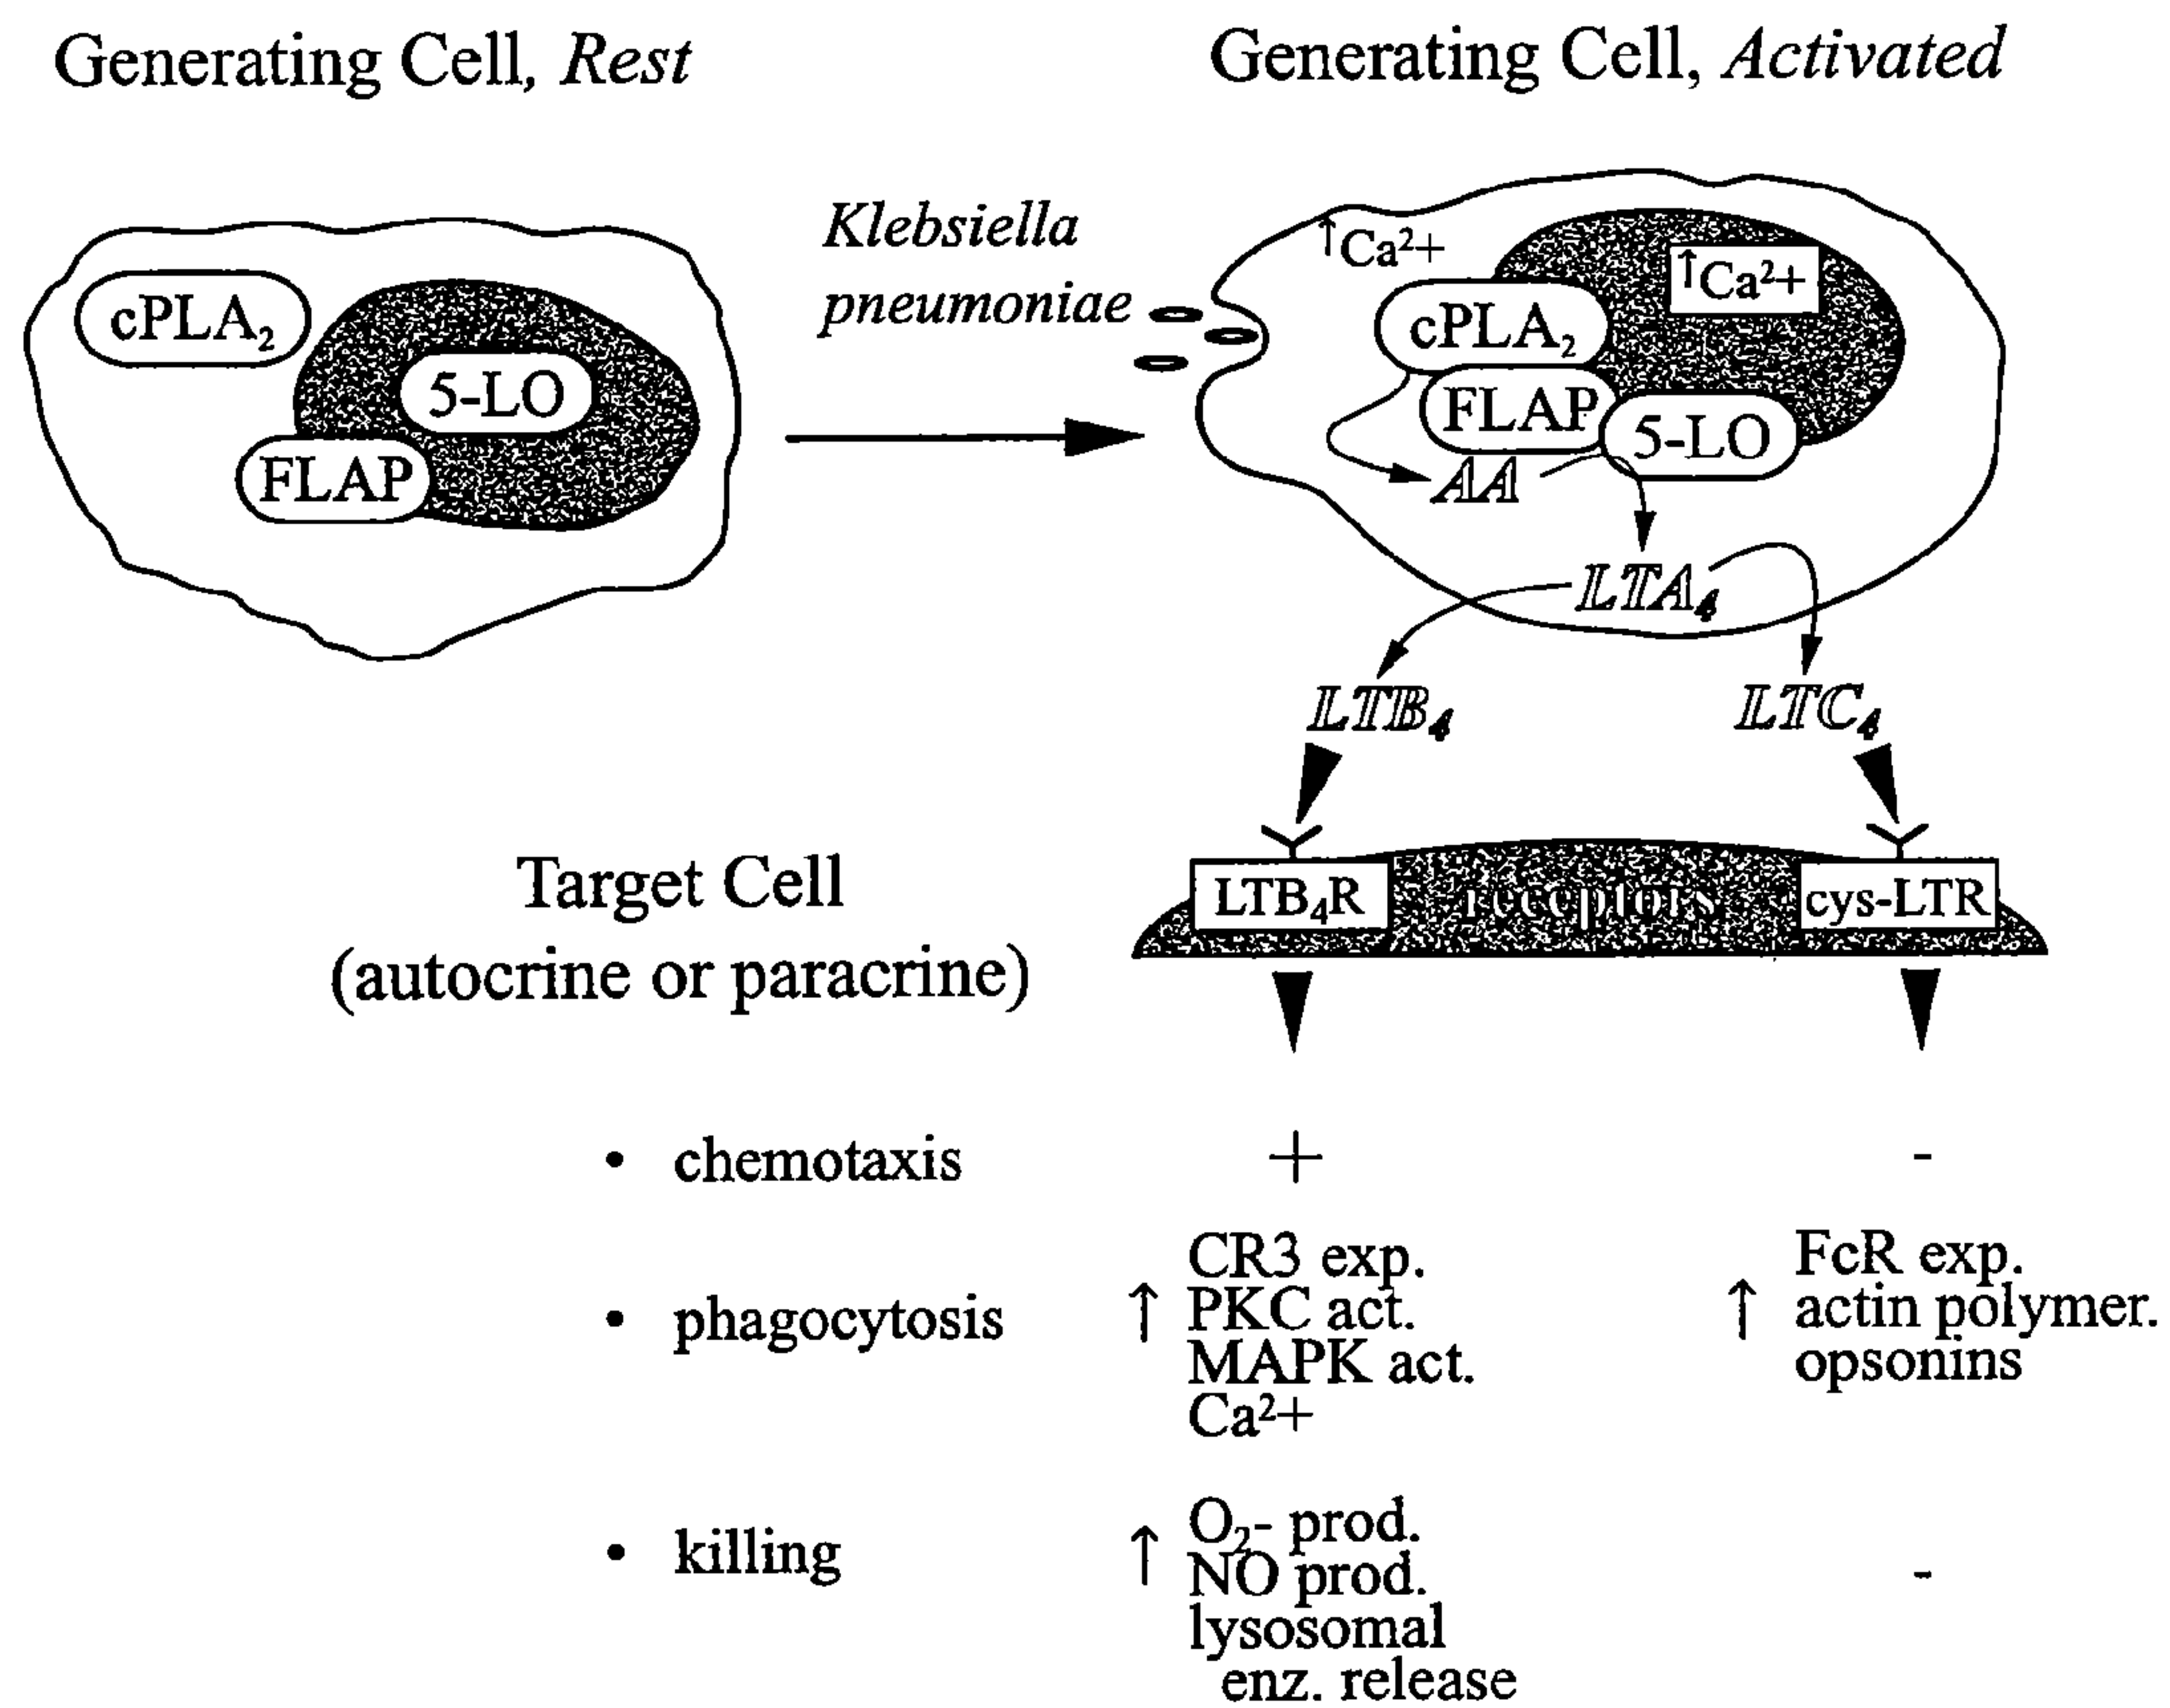 Generating Cell, Rest
Generating Cell, Activated
cPLA₂
5-LO
FLAP
Klebsiella
pneumoniae
↑Ca²+
↑Ca²+
cPLA₂
FLAP
5-LO
AA
LTA₄
LTB₄
LTC₄
Target Cell
(autocrine or paracrine)
LTB₄R
receptors
cys-LTR
• chemotaxis
+
-
• phagocytosis
↑
CR3 exp.
PKC act.
MAPK act.
Ca²+
↑
FcR exp.
actin polymer.
opsonins
• killing
↑
O₂- prod.
NO prod.
lysosomal
enz. release
-